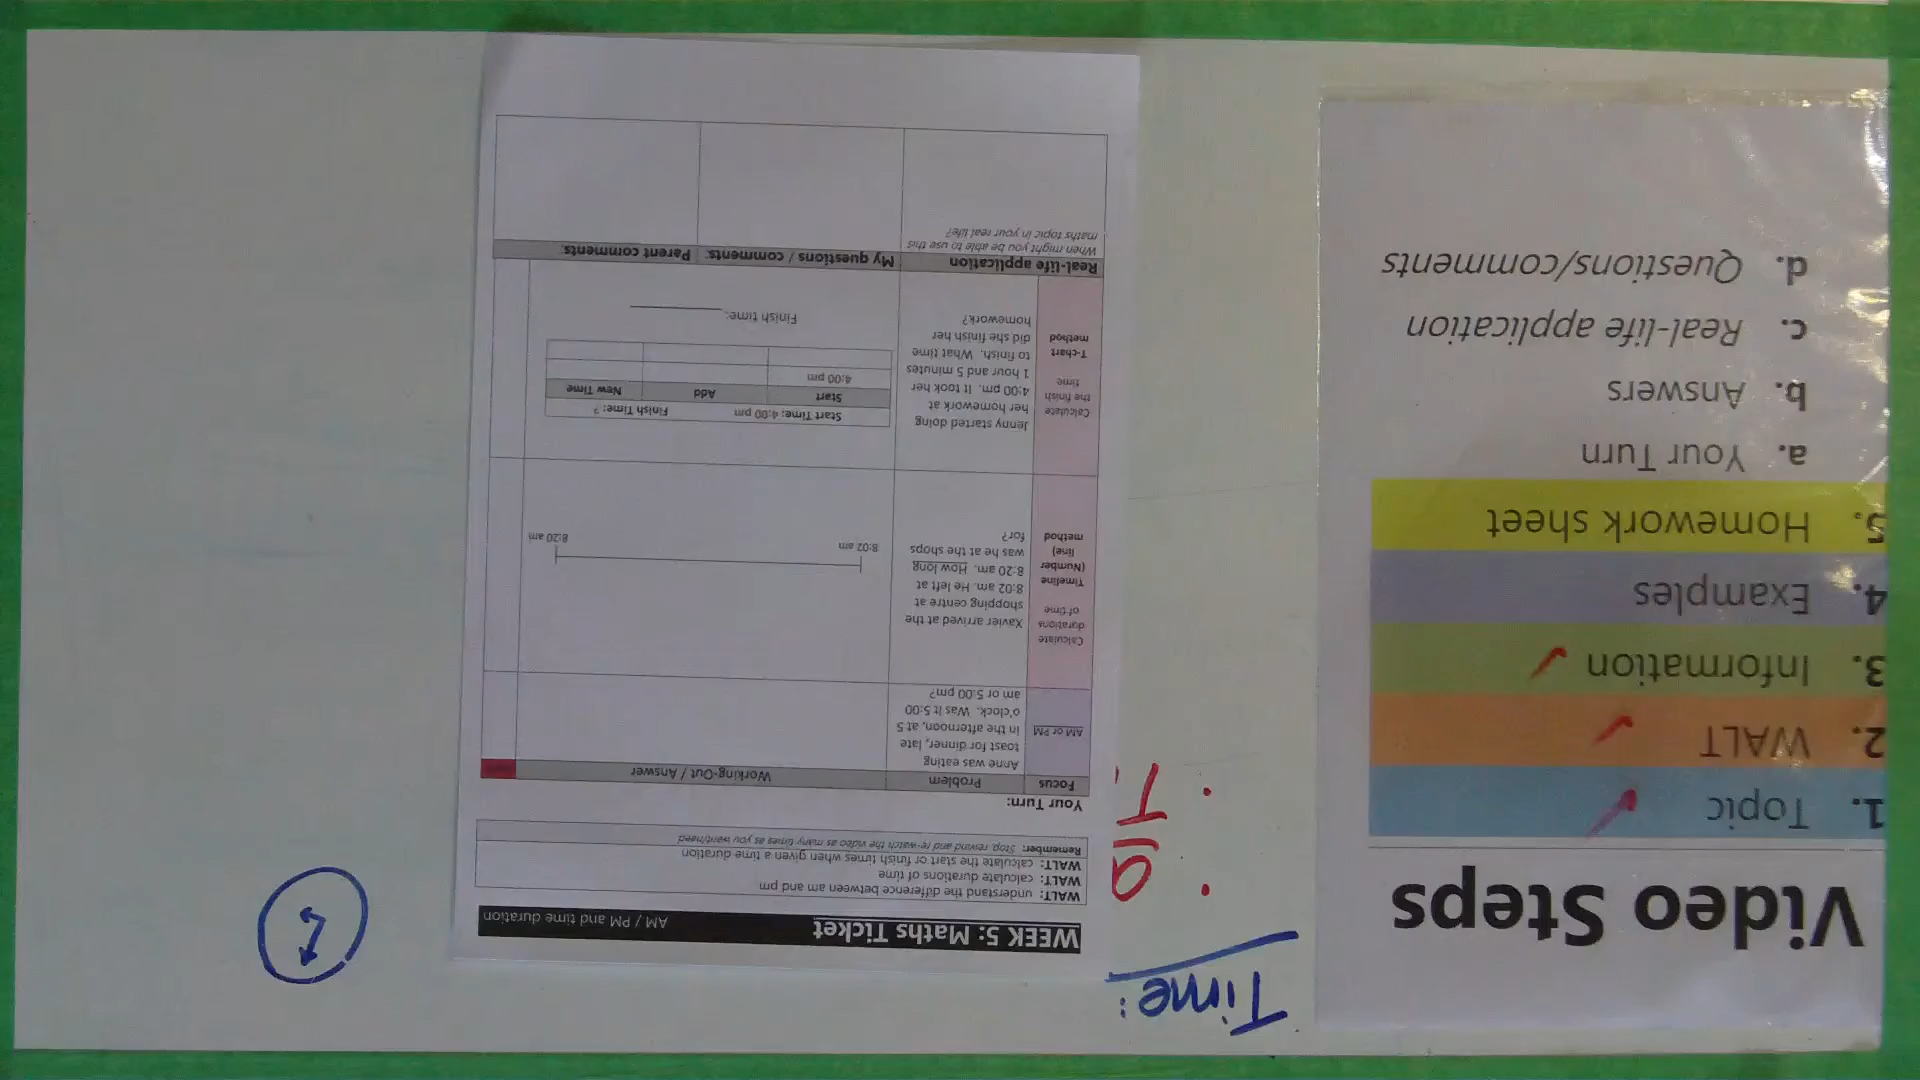 Time:
Video Steps
1. Topic
2. WALT
3. Information
4. Examples
5. Homework sheet
a. Your Turn
b. Answers
c. Real-life application
d. Questions/comments
WEEK 5: Maths Ticket
AM / PM and time duration
WALT: understand the difference between am and pm
WALT: calculate durations of time
WALT: calculate the start or finish times when given a time duration
Remember: Stop, rewind and re-watch the video as many times as you want/need
Your Turn:
Focus Problem Working-Out / Answer
AM or PM
Anne was eating
toast for dinner, late
in the afternoon, at 5
o'clock. Was it 5:00
am or 5:00 pm?
Calculate
durations
of time
Timeline
(Number
line)
method
Xavier arrived at the
shopping centre at
8:02 am. He left at
8:20 am. How long
was he at the shops
for?
8:02 am 8:20 am
Calculate
the finish
time
T-chart
method
Jenny started doing
her homework at
4:00 pm. It took her
1 hour and 5 minutes
to finish. What time
did she finish her
homework?
Start Time: 4:00 pm Finish Time: ?
Start Add New Time
4:00 pm
Finish time:
Real-life application My questions / comments: Parent comments:
When might you be able to use this
maths topic in your real life?